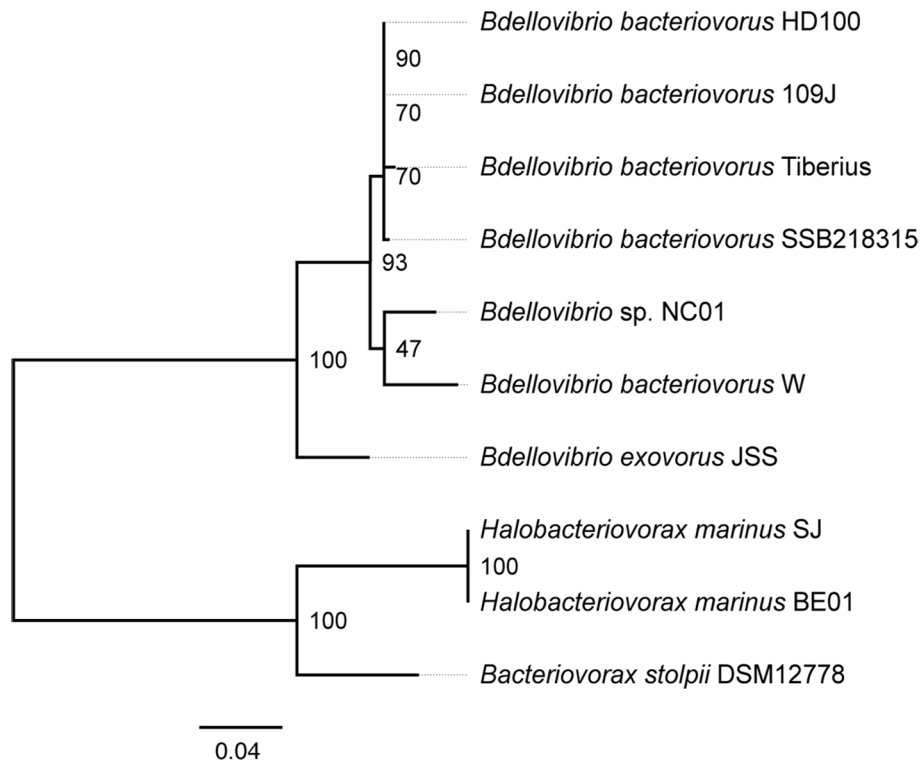 Bdellovibrio bacteriovorus HD100
90
Bdellovibrio bacteriovorus 109J
70
Bdellovibrio bacteriovorus Tiberius
70
Bdellovibrio bacteriovorus SSB218315
93
Bdellovibrio sp. NC01
47
100
Bdellovibrio bacteriovorus W
Bdellovibrio exovorus JSS
Halobacteriovorax marinus SJ
100
Halobacteriovorax marinus BE01
100
Bacteriovorax stolpii DSM12778
0.04